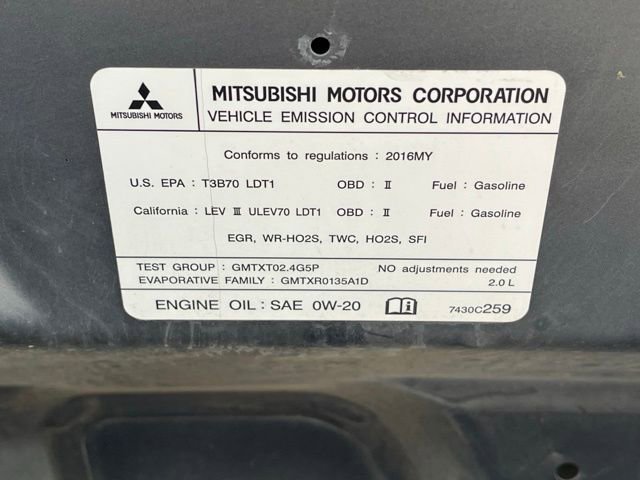 MITSUBISHI MOTORS
MITSUBISHI MOTORS CORPORATION
VEHICLE EMISSION CONTROL INFORMATION
Conforms to regulations : 2016MY
U.S. EPA : T3B70 LDT1 OBD : Ⅱ Fuel : Gasoline
California : LEV Ⅲ ULEV70 LDT1 OBD : Ⅱ Fuel : Gasoline
EGR, WR-HO2S, TWC, HO2S, SFI
TEST GROUP : GMTXT02.4G5P NO adjustments needed
EVAPORATIVE FAMILY : GMTXR0135A1D 2.0 L
ENGINE OIL : SAE 0W-20 7430C259